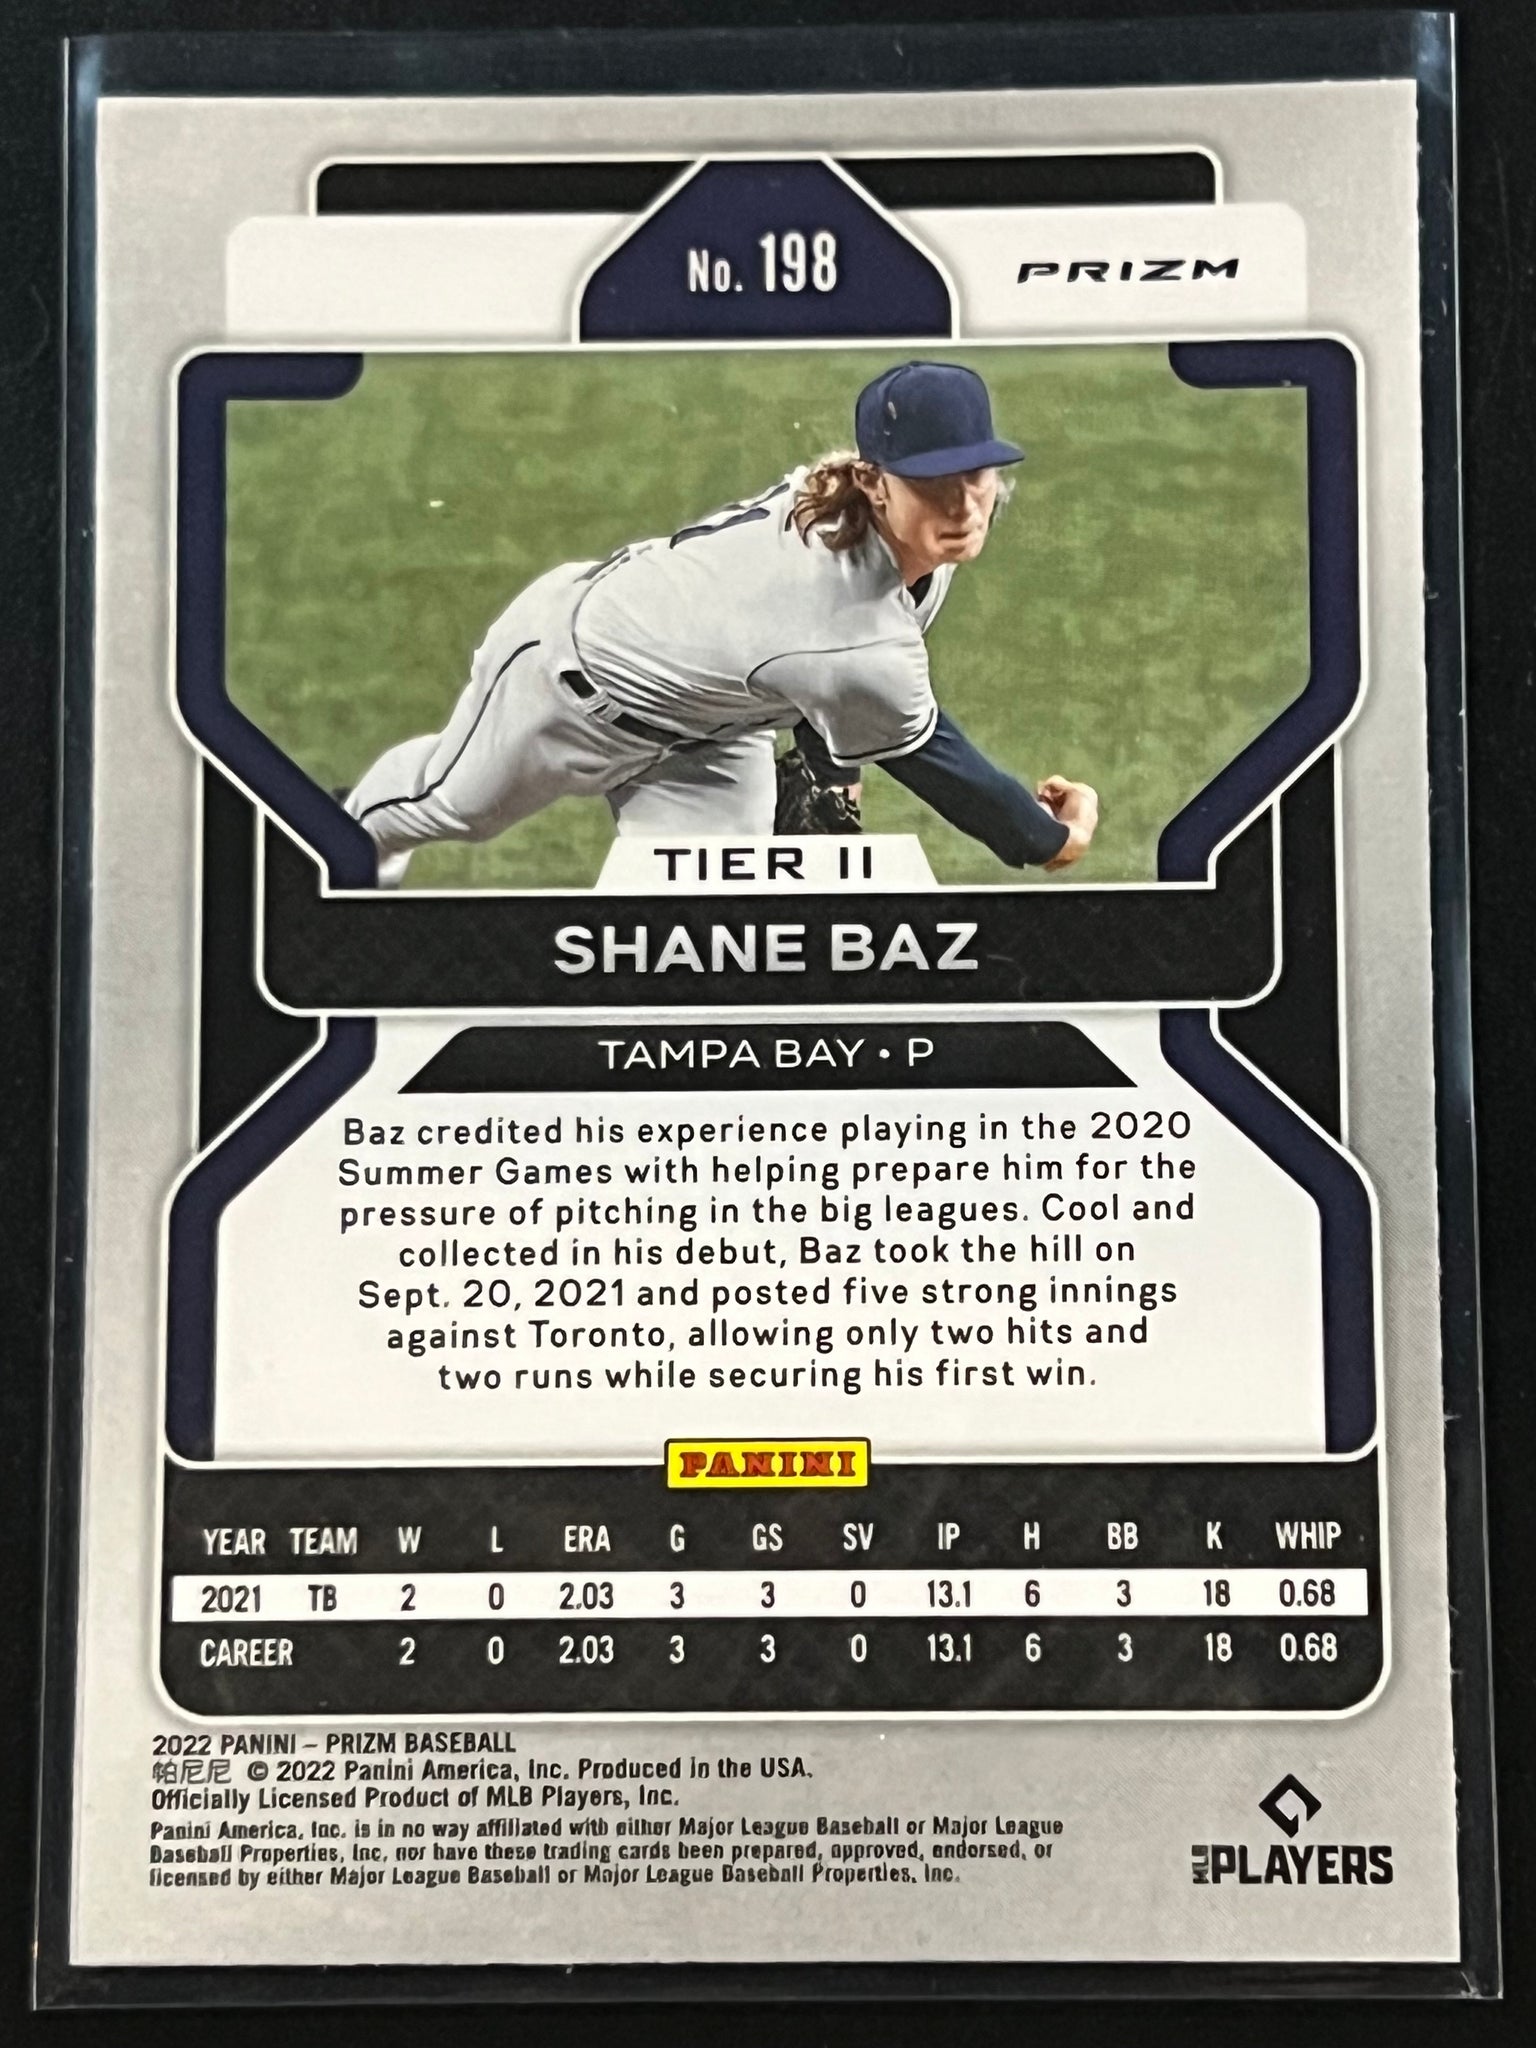 No. 198
PRIZM
TIER II
SHANE BAZ
TAMPA BAY • P
Baz credited his experience playing in the 2020
Summer Games with helping prepare him for the
pressure of pitching in the big leagues. Cool and
collected in his debut, Baz took the hill on
Sept. 20, 2021 and posted five strong innings
against Toronto, allowing only two hits and
two runs while securing his first win.
PANINI
YEAR TEAM W L ERA G GS SV IP H BB K WHIP
2021 TB 2 0 2.03 3 3 0 13.1 6 3 18 0.68
CAREER 2 0 2.03 3 3 0 13.1 6 3 18 0.68
2022 PANINI – PRIZM BASEBALL
帕尼尼 © 2022 Panini America, Inc. Produced in the USA.
Officially Licensed Product of MLB Players, Inc.
Panini America, Inc. is in no way affiliated with either Major League Baseball or Major League
Baseball Properties, Inc. nor have these trading cards been prepared, approved, endorsed, or
licensed by either Major League Baseball or Major League Baseball Properties, Inc.
MLB PLAYERS